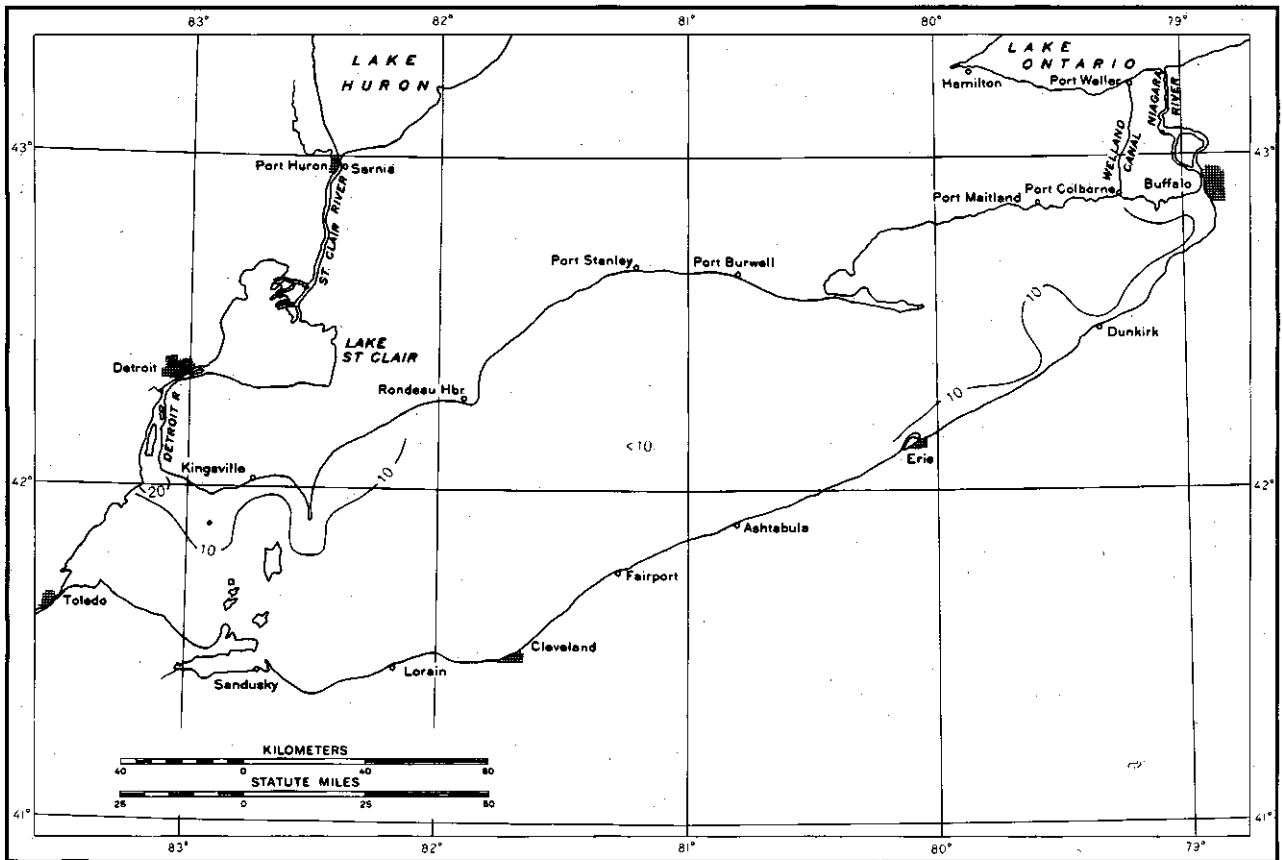 83°
82°
81°
80°
79°
LAKE
HURON
LAKE
ONTARIO
Hamilton
Port Weller
NIAGARA
RIVER
WELLAND
CANAL
43°
43°
Port Huron
Sarnia
ST. CLAIR RIVER
Buffalo
Port Maitland
Port Colborne
Port Stanley
Port Burwell
10
Dunkirk
LAKE
ST CLAIR
Detroit
DETROIT R
Rondeau Hbr.
10
<10
Erie
Kingsville
10
42°
42°
20
10
Ashtabula
Fairport
Toledo
Cleveland
Sandusky
Lorain
KILOMETERS
40 0 40 80
STATUTE MILES
25 0 25 50
41°
41°
83°
82°
81°
80°
79°